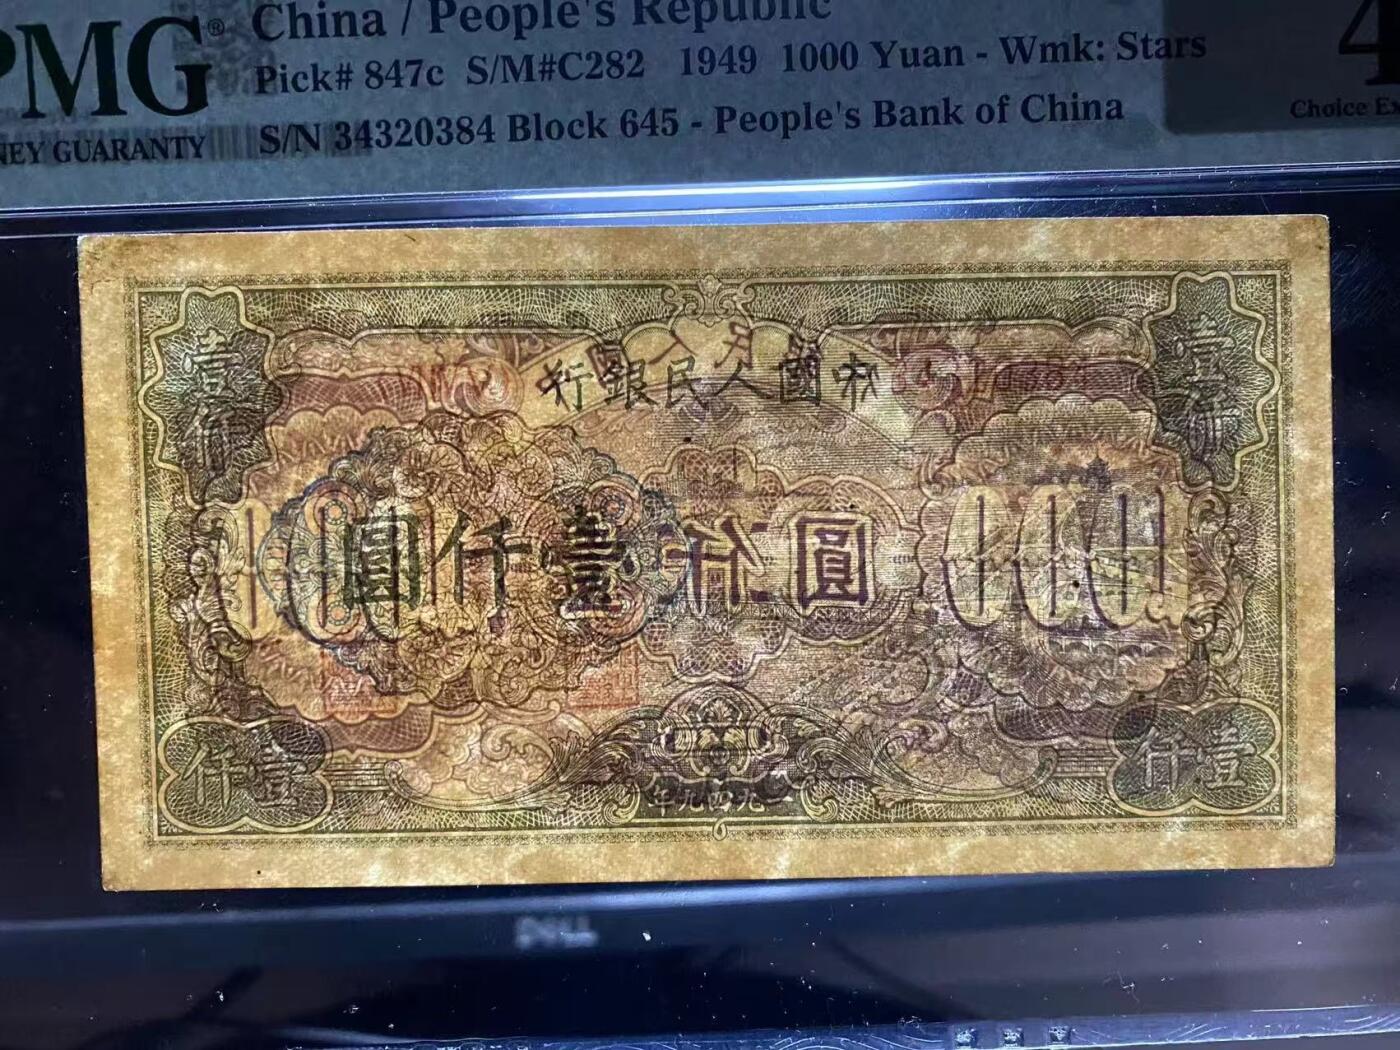 PMG® China / People's Republic
Pick# 847c S/M#C282 1949 1000 Yuan - Wmk: Stars 4
NEY GUARANTY S/N 34320384 Block 645 - People's Bank of China Choice Ex
行銀民人國中
壹仟
壹仟
圓仟壹
圓
仟壹
年九四九一
仟壹
DELL